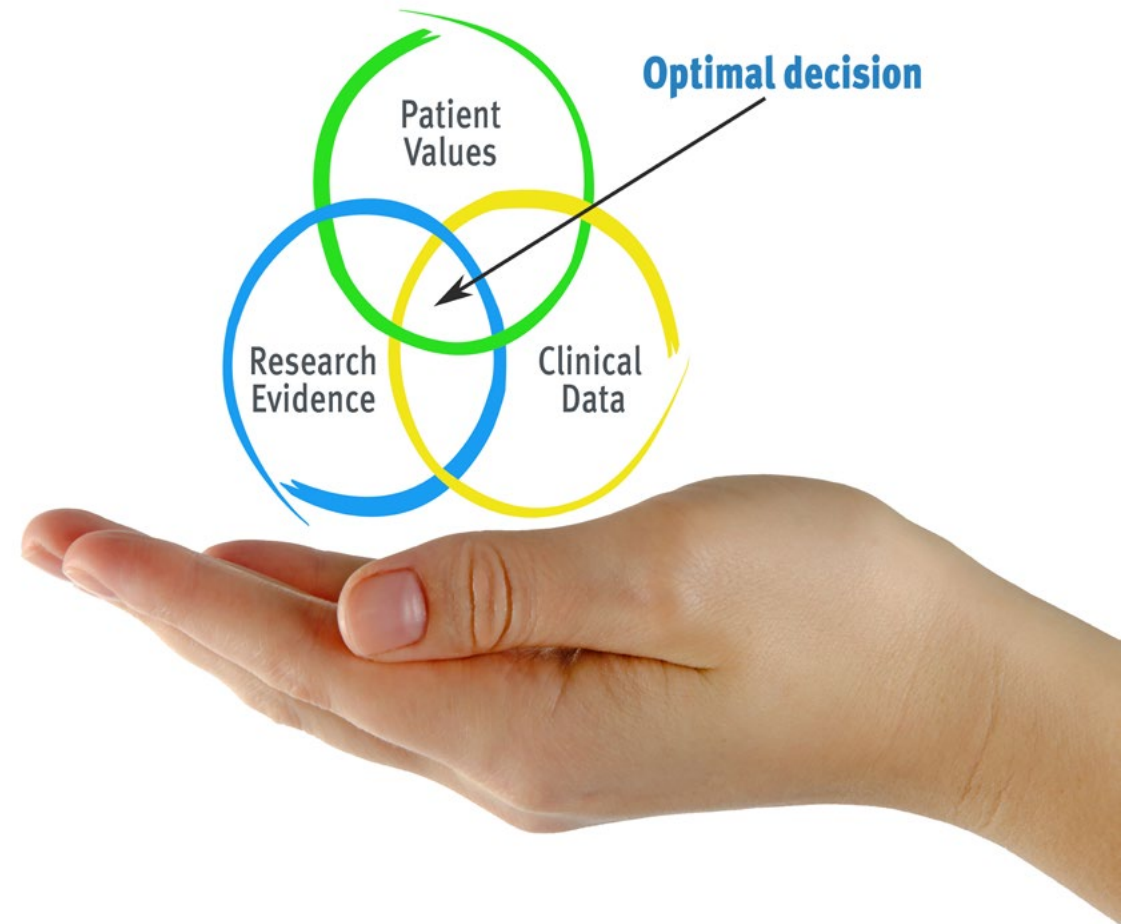 Optimal decision
Patient
Values
Research
Evidence
Clinical
Data